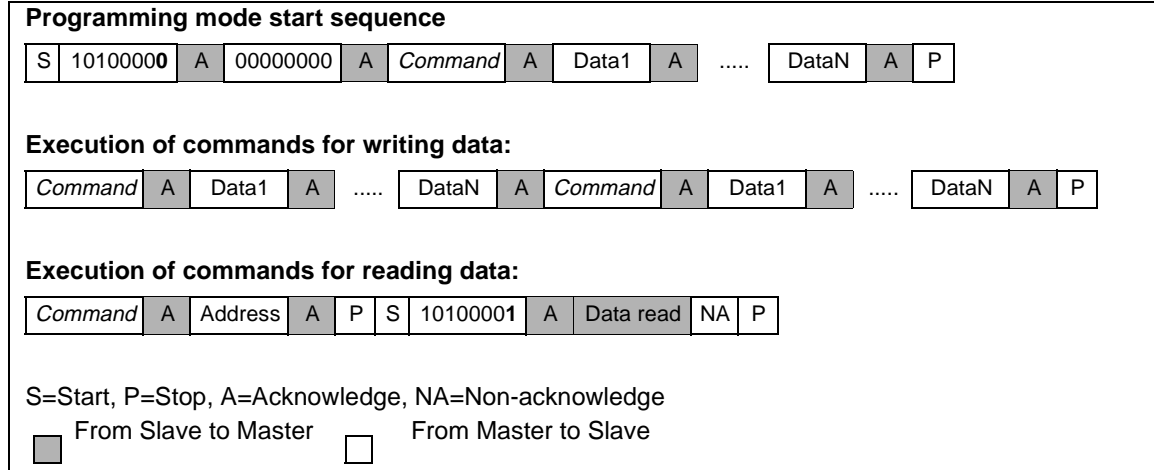 Programming mode start sequence
S 10100000 A 00000000 A Command A Data1 A ..... DataN A P
Execution of commands for writing data:
Command A Data1 A ..... DataN A Command A Data1 A ..... DataN A P
Execution of commands for reading data:
Command A Address A P S 10100001 A Data read NA P
S=Start, P=Stop, A=Acknowledge, NA=Non-acknowledge
From Slave to Master From Master to Slave